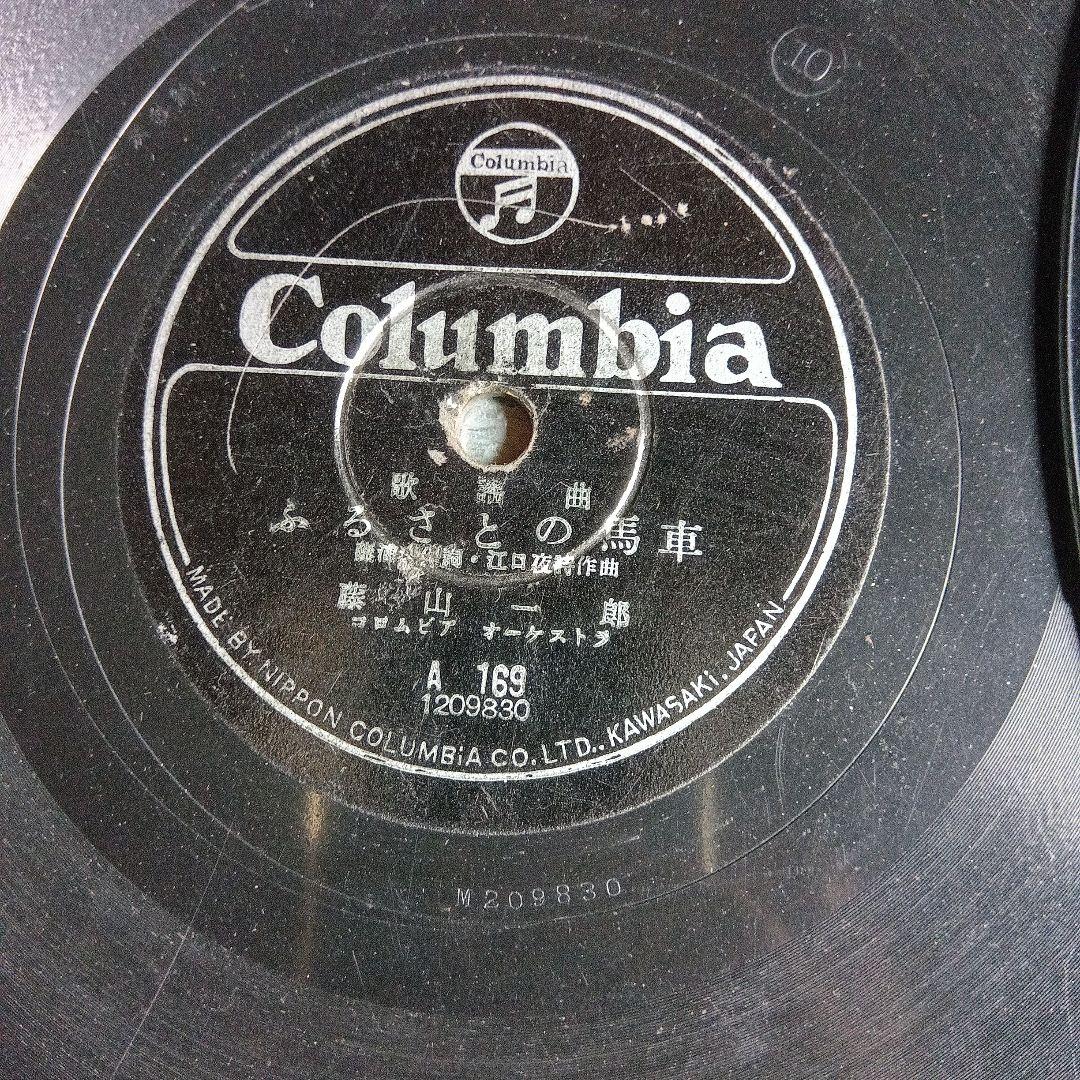 10
Columbia
Columbia
歌謡曲
ふるさとの馬車
詞・江口夜詩作曲
藤山一郎
コロムビア オーケストラ
A 169
1209830
MADE BY NIPPON COLUMBiA CO. LTD., KAWASAKi, JAPAN
M209830